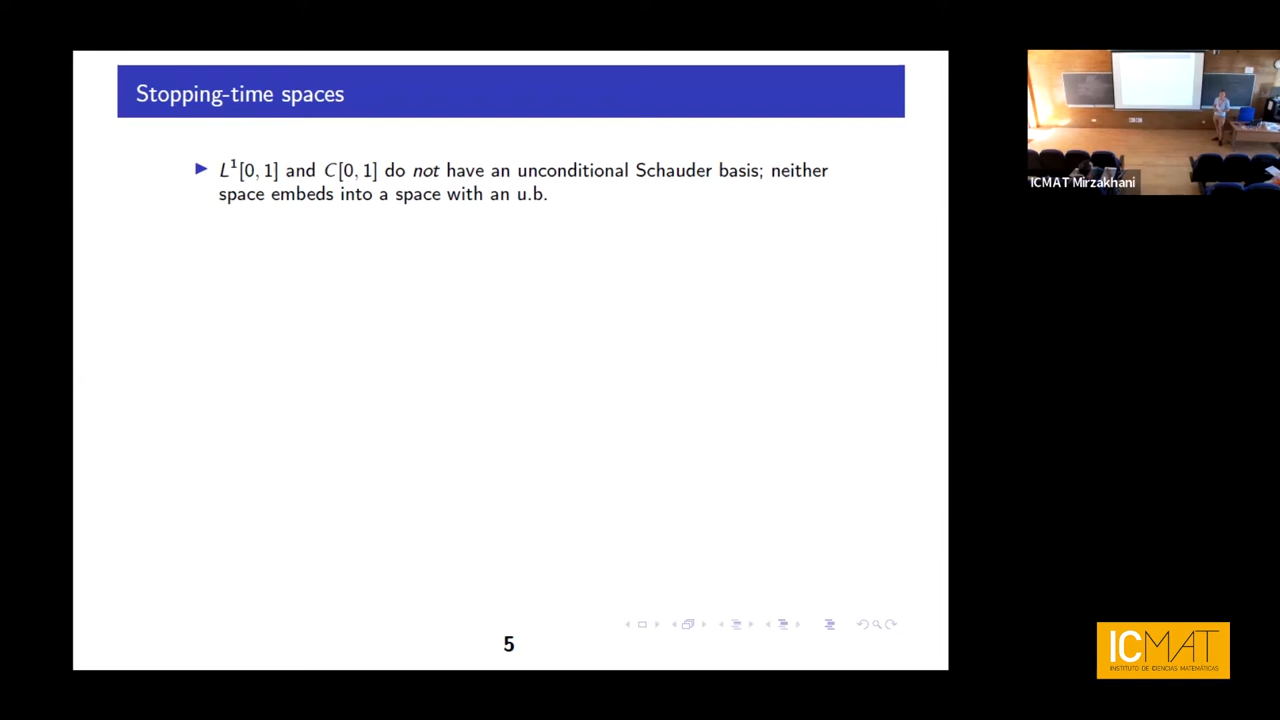 Stopping-time spaces
▶ L¹[0, 1] and C[0, 1] do not have an unconditional Schauder basis; neither
space embeds into a space with an u.b.
5
ICMAT Mirzakhani
ICMAT
INSTITUTO DE CIENCIAS MATEMÁTICAS